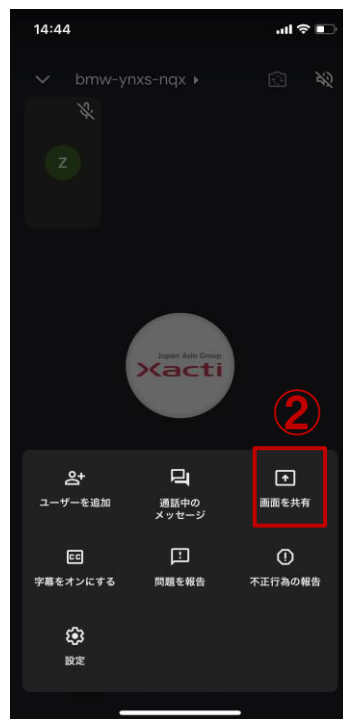 14:44
bmw-ynxs-nqx
Z
Japan Asia Group
Xacti
②
ユーザーを追加
通話中の
メッセージ
画面を共有
CC
字幕をオンにする
問題を報告
不正行為の報告
設定